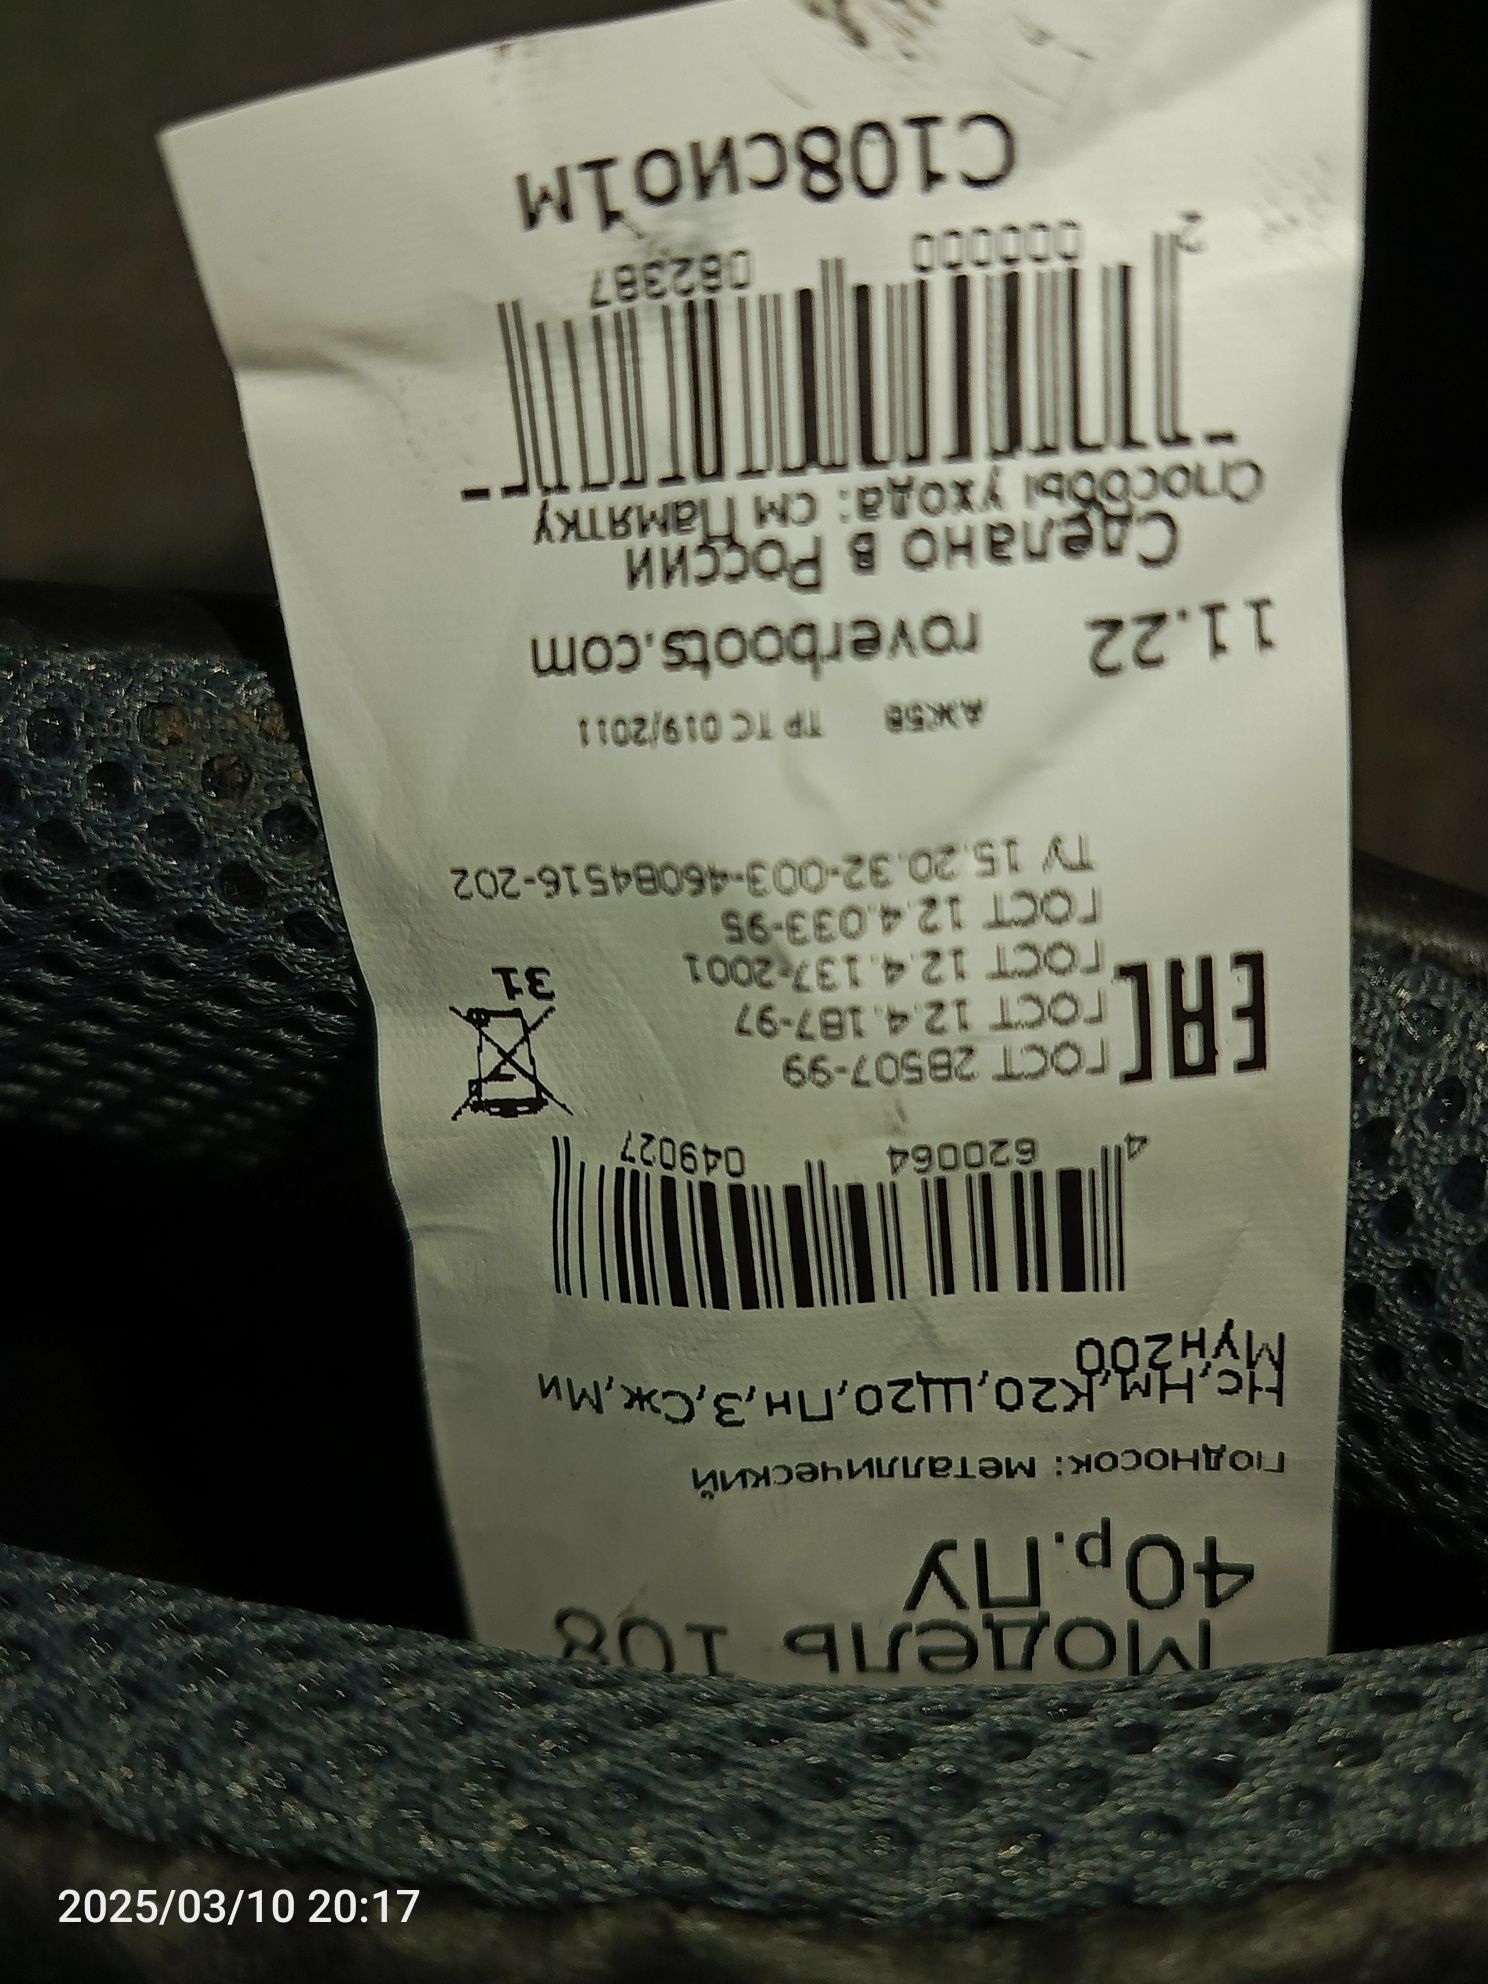 Модель 108
40р.ПУ
Подносок: металлический
Нс,Нм,К20,Щ20,Пн,З,Сж,Ми
Мун200
4 620064 049027
ГОСТ 28507-99
ГОСТ 12.4.187-97
ГОСТ 12.4.137-2001
ГОСТ 12.4.033-95
ТУ 15.20.32-003-46084516-202
EAC
31
АЖ58 ТР ТС 019/2011
11.22 roverboots.com
Сделано в России
Способы ухода: см Памятку
2 000000 082387
С108СИ01М
2025/03/10 20:17